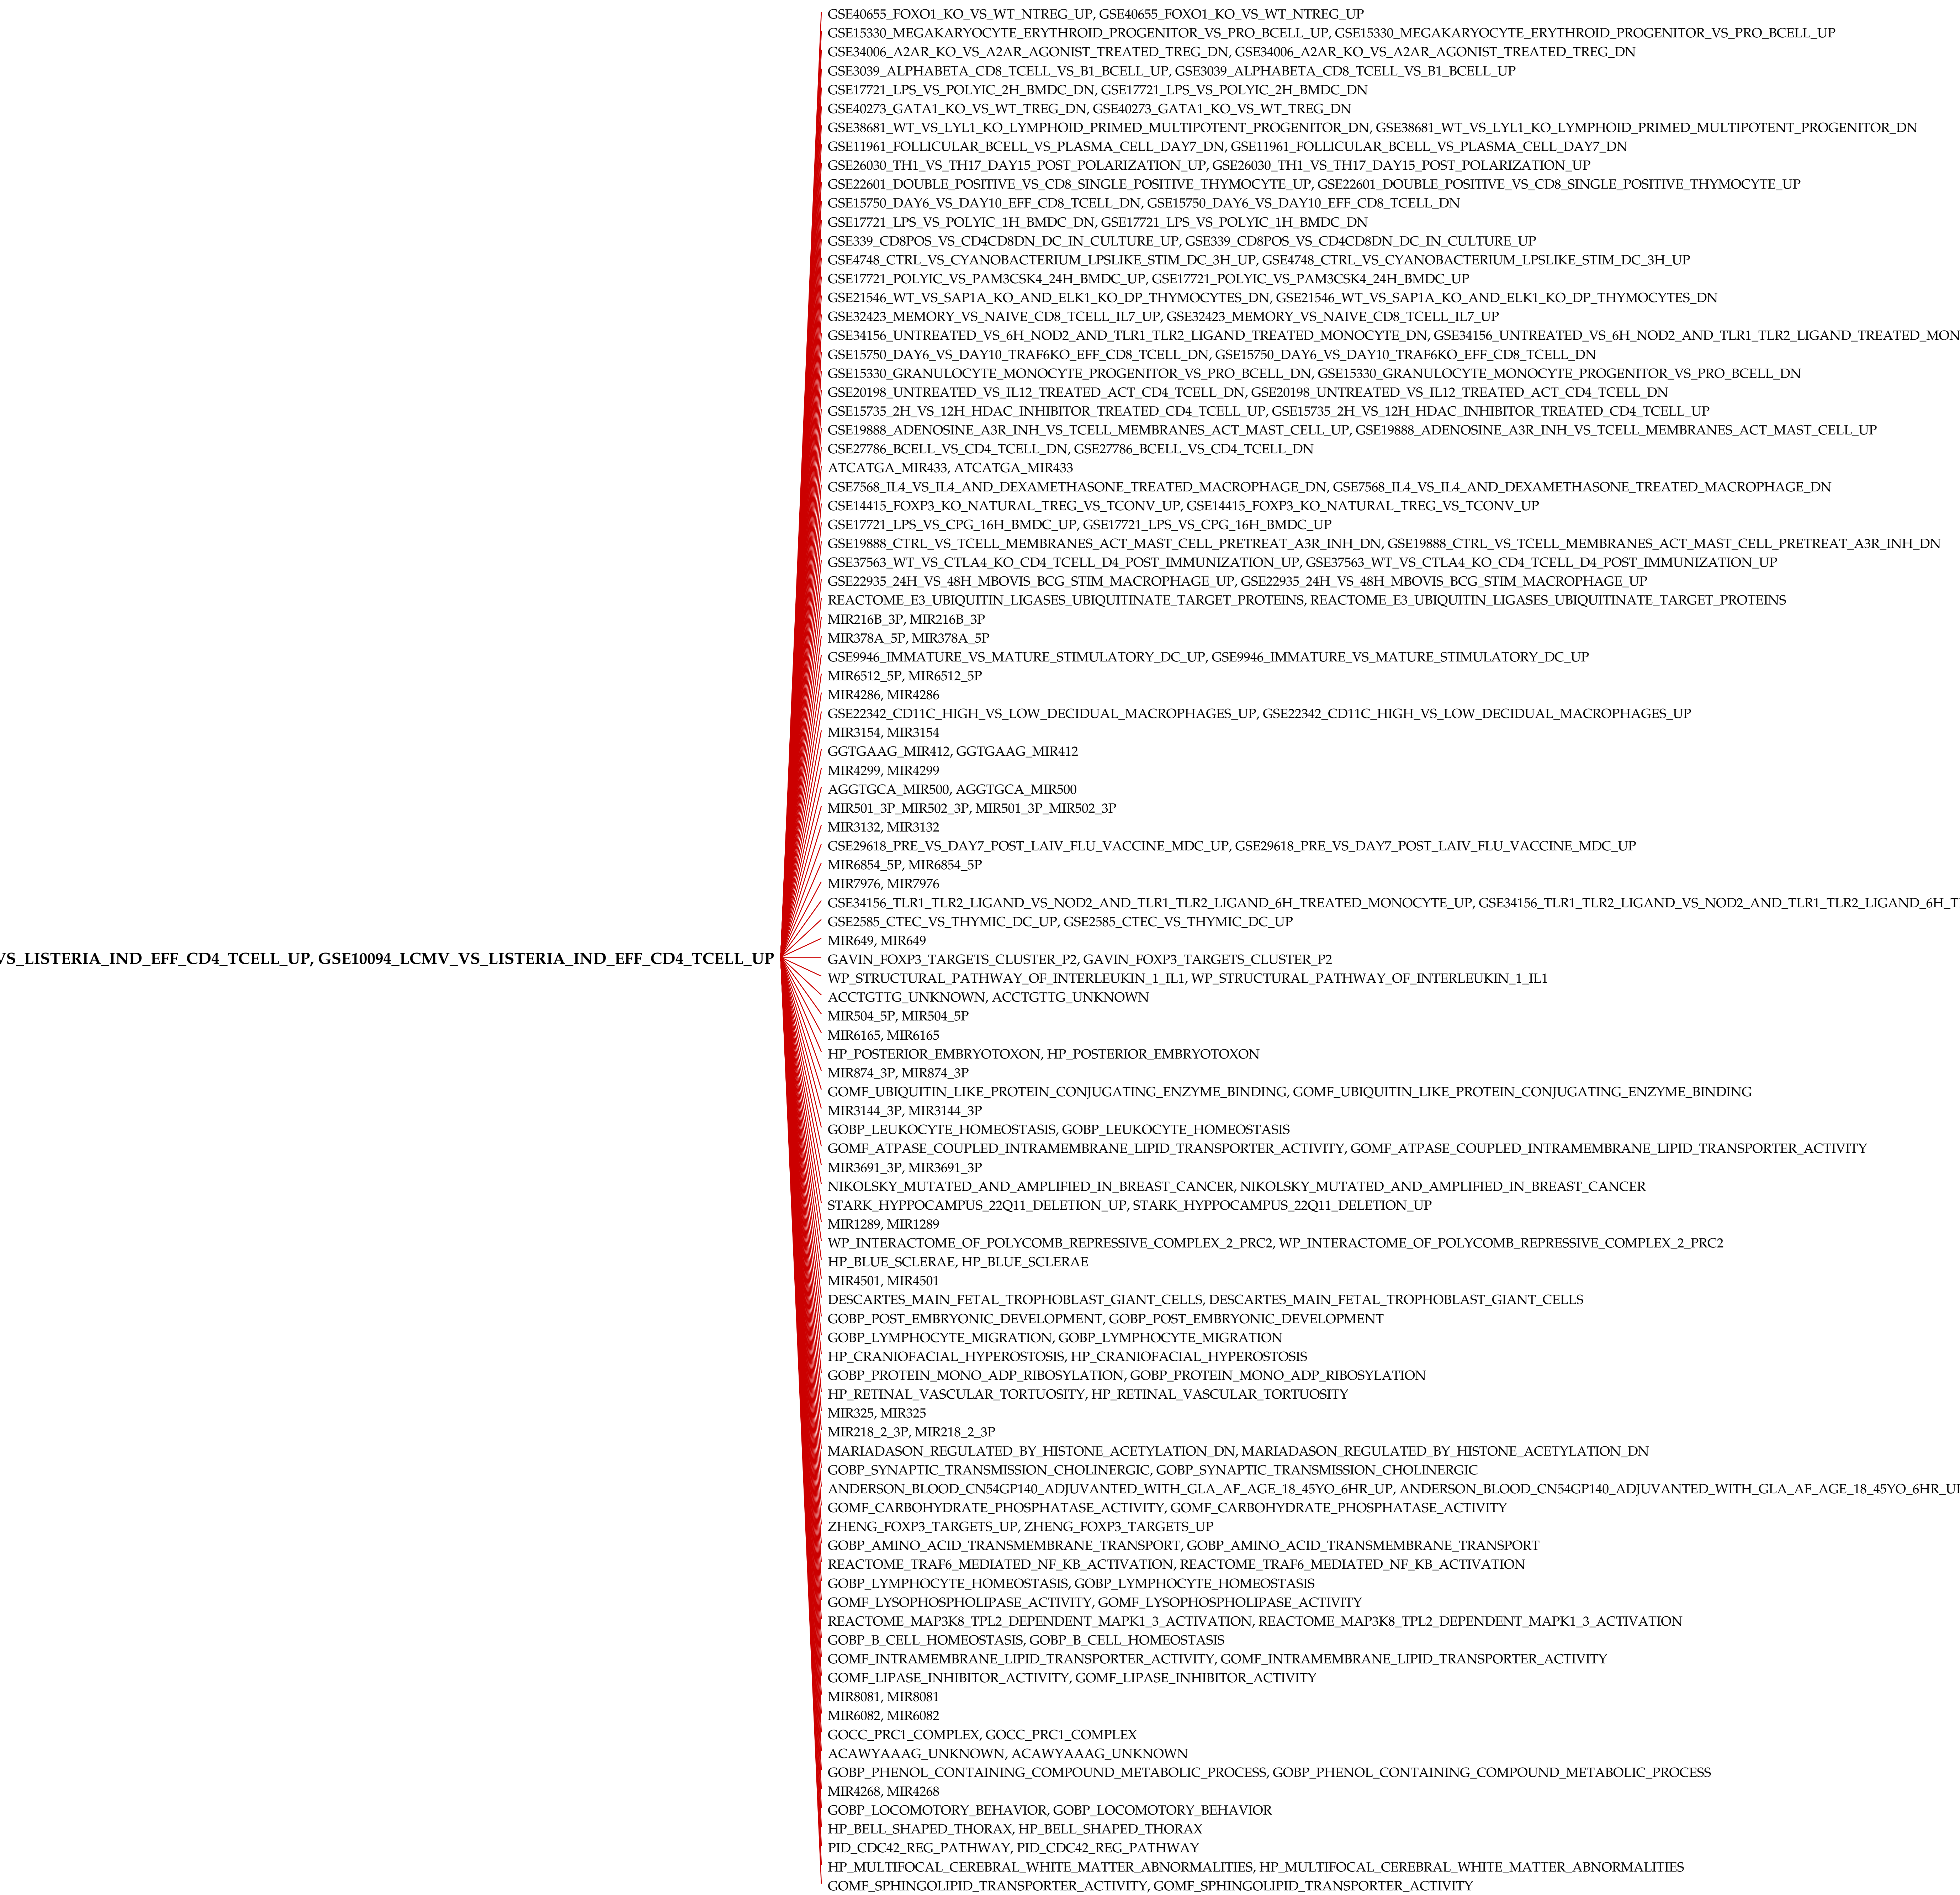 GSE40655_FOXO1_KO_VS_WT_NTREG_UP, GSE40655_FOXO1_KO_VS_WT_NTREG_UP
GSE15330_MEGAKARYOCYTE_ERYTHROID_PROGENITOR_VS_PRO_BCELL_UP, GSE15330_MEGAKARYOCYTE_ERYTHROID_PROGENITOR_VS_PRO_BCELL_UP
GSE34006_A2AR_KO_VS_A2AR_AGONIST_TREATED_TREG_DN, GSE34006_A2AR_KO_VS_A2AR_AGONIST_TREATED_TREG_DN
GSE3039_ALPHABETA_CD8_TCELL_VS_B1_BCELL_UP, GSE3039_ALPHABETA_CD8_TCELL_VS_B1_BCELL_UP
GSE17721_LPS_VS_POLYIC_2H_BMDC_DN, GSE17721_LPS_VS_POLYIC_2H_BMDC_DN
GSE40273_GATA1_KO_VS_WT_TREG_DN, GSE40273_GATA1_KO_VS_WT_TREG_DN
GSE38681_WT_VS_LYL1_KO_LYMPHOID_PRIMED_MULTIPOTENT_PROGENITOR_DN, GSE38681_WT_VS_LYL1_KO_LYMPHOID_PRIMED_MULTIPOTENT_PROGENITOR_DN
GSE11961_FOLLICULAR_BCELL_VS_PLASMA_CELL_DAY7_DN, GSE11961_FOLLICULAR_BCELL_VS_PLASMA_CELL_DAY7_DN
GSE26030_TH1_VS_TH17_DAY15_POST_POLARIZATION_UP, GSE26030_TH1_VS_TH17_DAY15_POST_POLARIZATION_UP
GSE22601_DOUBLE_POSITIVE_VS_CD8_SINGLE_POSITIVE_THYMOCYTE_UP, GSE22601_DOUBLE_POSITIVE_VS_CD8_SINGLE_POSITIVE_THYMOCYTE_UP
GSE15750_DAY6_VS_DAY10_EFF_CD8_TCELL_DN, GSE15750_DAY6_VS_DAY10_EFF_CD8_TCELL_DN
GSE17721_LPS_VS_POLYIC_1H_BMDC_DN, GSE17721_LPS_VS_POLYIC_1H_BMDC_DN
GSE339_CD8POS_VS_CD4CD8DN_DC_IN_CULTURE_UP, GSE339_CD8POS_VS_CD4CD8DN_DC_IN_CULTURE_UP
GSE4748_CTRL_VS_CYANOBACTERIUM_LPSLIKE_STIM_DC_3H_UP, GSE4748_CTRL_VS_CYANOBACTERIUM_LPSLIKE_STIM_DC_3H_UP
GSE17721_POLYIC_VS_PAM3CSK4_24H_BMDC_UP, GSE17721_POLYIC_VS_PAM3CSK4_24H_BMDC_UP
GSE21546_WT_VS_SAP1A_KO_AND_ELK1_KO_DP_THYMOCYTES_DN, GSE21546_WT_VS_SAP1A_KO_AND_ELK1_KO_DP_THYMOCYTES_DN
GSE32423_MEMORY_VS_NAIVE_CD8_TCELL_IL7_UP, GSE32423_MEMORY_VS_NAIVE_CD8_TCELL_IL7_UP
GSE34156_UNTREATED_VS_6H_NOD2_AND_TLR1_TLR2_LIGAND_TREATED_MONOCYTE_DN, GSE34156_UNTREATED_VS_6H_NOD2_AND_TLR1_TLR2_LIGAND_TREATED_MON
GSE15750_DAY6_VS_DAY10_TRAF6KO_EFF_CD8_TCELL_DN, GSE15750_DAY6_VS_DAY10_TRAF6KO_EFF_CD8_TCELL_DN
GSE15330_GRANULOCYTE_MONOCYTE_PROGENITOR_VS_PRO_BCELL_DN, GSE15330_GRANULOCYTE_MONOCYTE_PROGENITOR_VS_PRO_BCELL_DN
GSE20198_UNTREATED_VS_IL12_TREATED_ACT_CD4_TCELL_DN, GSE20198_UNTREATED_VS_IL12_TREATED_ACT_CD4_TCELL_DN
GSE15735_2H_VS_12H_HDAC_INHIBITOR_TREATED_CD4_TCELL_UP, GSE15735_2H_VS_12H_HDAC_INHIBITOR_TREATED_CD4_TCELL_UP
GSE19888_ADENOSINE_A3R_INH_VS_TCELL_MEMBRANES_ACT_MAST_CELL_UP, GSE19888_ADENOSINE_A3R_INH_VS_TCELL_MEMBRANES_ACT_MAST_CELL_UP
GSE27786_BCELL_VS_CD4_TCELL_DN, GSE27786_BCELL_VS_CD4_TCELL_DN
ATCATGA_MIR433, ATCATGA_MIR433
GSE7568_IL4_VS_IL4_AND_DEXAMETHASONE_TREATED_MACROPHAGE_DN, GSE7568_IL4_VS_IL4_AND_DEXAMETHASONE_TREATED_MACROPHAGE_DN
GSE14415_FOXP3_KO_NATURAL_TREG_VS_TCONV_UP, GSE14415_FOXP3_KO_NATURAL_TREG_VS_TCONV_UP
GSE17721_LPS_VS_CPG_16H_BMDC_UP, GSE17721_LPS_VS_CPG_16H_BMDC_UP
GSE19888_CTRL_VS_TCELL_MEMBRANES_ACT_MAST_CELL_PRETREAT_A3R_INH_DN, GSE19888_CTRL_VS_TCELL_MEMBRANES_ACT_MAST_CELL_PRETREAT_A3R_INH_DN
GSE37563_WT_VS_CTLA4_KO_CD4_TCELL_D4_POST_IMMUNIZATION_UP, GSE37563_WT_VS_CTLA4_KO_CD4_TCELL_D4_POST_IMMUNIZATION_UP
GSE22935_24H_VS_48H_MBOVIS_BCG_STIM_MACROPHAGE_UP, GSE22935_24H_VS_48H_MBOVIS_BCG_STIM_MACROPHAGE_UP
REACTOME_E3_UBIQUITIN_LIGASES_UBIQUITINATE_TARGET_PROTEINS, REACTOME_E3_UBIQUITIN_LIGASES_UBIQUITINATE_TARGET_PROTEINS
MIR216B_3P, MIR216B_3P
MIR378A_5P, MIR378A_5P
GSE9946_IMMATURE_VS_MATURE_STIMULATORY_DC_UP, GSE9946_IMMATURE_VS_MATURE_STIMULATORY_DC_UP
MIR6512_5P, MIR6512_5P
MIR4286, MIR4286
GSE22342_CD11C_HIGH_VS_LOW_DECIDUAL_MACROPHAGES_UP, GSE22342_CD11C_HIGH_VS_LOW_DECIDUAL_MACROPHAGES_UP
MIR3154, MIR3154
GGTGAAG_MIR412, GGTGAAG_MIR412
MIR4299, MIR4299
AGGTGCA_MIR500, AGGTGCA_MIR500
MIR501_3P_MIR502_3P, MIR501_3P_MIR502_3P
MIR3132, MIR3132
GSE29618_PRE_VS_DAY7_POST_LAIV_FLU_VACCINE_MDC_UP, GSE29618_PRE_VS_DAY7_POST_LAIV_FLU_VACCINE_MDC_UP
MIR6854_5P, MIR6854_5P
MIR7976, MIR7976
GSE34156_TLR1_TLR2_LIGAND_VS_NOD2_AND_TLR1_TLR2_LIGAND_6H_TREATED_MONOCYTE_UP, GSE34156_TLR1_TLR2_LIGAND_VS_NOD2_AND_TLR1_TLR2_LIGAND_6H_T
GSE2585_CTEC_VS_THYMIC_DC_UP, GSE2585_CTEC_VS_THYMIC_DC_UP
MIR649, MIR649
VS_LISTERIA_IND_EFF_CD4_TCELL_UP, GSE10094_LCMV_VS_LISTERIA_IND_EFF_CD4_TCELL_UP
GAVIN_FOXP3_TARGETS_CLUSTER_P2, GAVIN_FOXP3_TARGETS_CLUSTER_P2
WP_STRUCTURAL_PATHWAY_OF_INTERLEUKIN_1_IL1, WP_STRUCTURAL_PATHWAY_OF_INTERLEUKIN_1_IL1
ACCTGTTG_UNKNOWN, ACCTGTTG_UNKNOWN
MIR504_5P, MIR504_5P
MIR6165, MIR6165
HP_POSTERIOR_EMBRYOTOXON, HP_POSTERIOR_EMBRYOTOXON
MIR874_3P, MIR874_3P
GOMF_UBIQUITIN_LIKE_PROTEIN_CONJUGATING_ENZYME_BINDING, GOMF_UBIQUITIN_LIKE_PROTEIN_CONJUGATING_ENZYME_BINDING
MIR3144_3P, MIR3144_3P
GOBP_LEUKOCYTE_HOMEOSTASIS, GOBP_LEUKOCYTE_HOMEOSTASIS
GOMF_ATPASE_COUPLED_INTRAMEMBRANE_LIPID_TRANSPORTER_ACTIVITY, GOMF_ATPASE_COUPLED_INTRAMEMBRANE_LIPID_TRANSPORTER_ACTIVITY
MIR3691_3P, MIR3691_3P
NIKOLSKY_MUTATED_AND_AMPLIFIED_IN_BREAST_CANCER, NIKOLSKY_MUTATED_AND_AMPLIFIED_IN_BREAST_CANCER
STARK_HYPPOCAMPUS_22Q11_DELETION_UP, STARK_HYPPOCAMPUS_22Q11_DELETION_UP
MIR1289, MIR1289
WP_INTERACTOME_OF_POLYCOMB_REPRESSIVE_COMPLEX_2_PRC2, WP_INTERACTOME_OF_POLYCOMB_REPRESSIVE_COMPLEX_2_PRC2
HP_BLUE_SCLERAE, HP_BLUE_SCLERAE
MIR4501, MIR4501
DESCARTES_MAIN_FETAL_TROPHOBLAST_GIANT_CELLS, DESCARTES_MAIN_FETAL_TROPHOBLAST_GIANT_CELLS
GOBP_POST_EMBRYONIC_DEVELOPMENT, GOBP_POST_EMBRYONIC_DEVELOPMENT
GOBP_LYMPHOCYTE_MIGRATION, GOBP_LYMPHOCYTE_MIGRATION
HP_CRANIOFACIAL_HYPEROSTOSIS, HP_CRANIOFACIAL_HYPEROSTOSIS
GOBP_PROTEIN_MONO_ADP_RIBOSYLATION, GOBP_PROTEIN_MONO_ADP_RIBOSYLATION
HP_RETINAL_VASCULAR_TORTUOSITY, HP_RETINAL_VASCULAR_TORTUOSITY
MIR325, MIR325
MIR218_2_3P, MIR218_2_3P
MARIADASON_REGULATED_BY_HISTONE_ACETYLATION_DN, MARIADASON_REGULATED_BY_HISTONE_ACETYLATION_DN
GOBP_SYNAPTIC_TRANSMISSION_CHOLINERGIC, GOBP_SYNAPTIC_TRANSMISSION_CHOLINERGIC
ANDERSON_BLOOD_CN54GP140_ADJUVANTED_WITH_GLA_AF_AGE_18_45YO_6HR_UP, ANDERSON_BLOOD_CN54GP140_ADJUVANTED_WITH_GLA_AF_AGE_18_45YO_6HR_UP
GOMF_CARBOHYDRATE_PHOSPHATASE_ACTIVITY, GOMF_CARBOHYDRATE_PHOSPHATASE_ACTIVITY
ZHENG_FOXP3_TARGETS_UP, ZHENG_FOXP3_TARGETS_UP
GOBP_AMINO_ACID_TRANSMEMBRANE_TRANSPORT, GOBP_AMINO_ACID_TRANSMEMBRANE_TRANSPORT
REACTOME_TRAF6_MEDIATED_NF_KB_ACTIVATION, REACTOME_TRAF6_MEDIATED_NF_KB_ACTIVATION
GOBP_LYMPHOCYTE_HOMEOSTASIS, GOBP_LYMPHOCYTE_HOMEOSTASIS
GOMF_LYSOPHOSPHOLIPASE_ACTIVITY, GOMF_LYSOPHOSPHOLIPASE_ACTIVITY
REACTOME_MAP3K8_TPL2_DEPENDENT_MAPK1_3_ACTIVATION, REACTOME_MAP3K8_TPL2_DEPENDENT_MAPK1_3_ACTIVATION
GOBP_B_CELL_HOMEOSTASIS, GOBP_B_CELL_HOMEOSTASIS
GOMF_INTRAMEMBRANE_LIPID_TRANSPORTER_ACTIVITY, GOMF_INTRAMEMBRANE_LIPID_TRANSPORTER_ACTIVITY
GOMF_LIPASE_INHIBITOR_ACTIVITY, GOMF_LIPASE_INHIBITOR_ACTIVITY
MIR8081, MIR8081
MIR6082, MIR6082
GOCC_PRC1_COMPLEX, GOCC_PRC1_COMPLEX
ACAWYAAAG_UNKNOWN, ACAWYAAAG_UNKNOWN
GOBP_PHENOL_CONTAINING_COMPOUND_METABOLIC_PROCESS, GOBP_PHENOL_CONTAINING_COMPOUND_METABOLIC_PROCESS
MIR4268, MIR4268
GOBP_LOCOMOTORY_BEHAVIOR, GOBP_LOCOMOTORY_BEHAVIOR
HP_BELL_SHAPED_THORAX, HP_BELL_SHAPED_THORAX
PID_CDC42_REG_PATHWAY, PID_CDC42_REG_PATHWAY
HP_MULTIFOCAL_CEREBRAL_WHITE_MATTER_ABNORMALITIES, HP_MULTIFOCAL_CEREBRAL_WHITE_MATTER_ABNORMALITIES
GOMF_SPHINGOLIPID_TRANSPORTER_ACTIVITY, GOMF_SPHINGOLIPID_TRANSPORTER_ACTIVITY